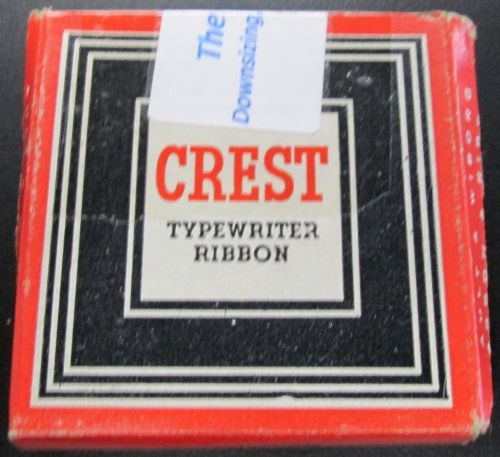 The
Downsizing
CREST
TYPEWRITER
RIBBON